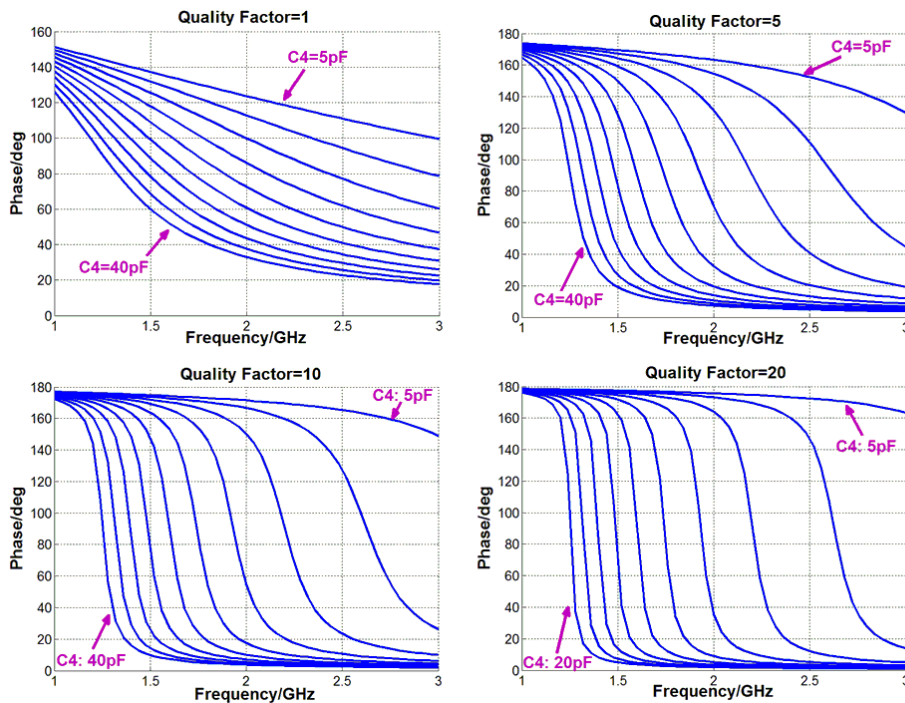 Quality Factor=1
Phase/deg
160
140
120
100
80
60
40
20
0
C4=5pF
C4=40pF
1
1.5
2
2.5
3
Frequency/GHz
Quality Factor=5
Phase/deg
180
160
140
120
100
80
60
40
20
0
C4=5pF
C4=40pF
1
1.5
2
2.5
3
Frequency/GHz
Quality Factor=10
Phase/deg
180
160
140
120
100
80
60
40
20
0
C4: 5pF
C4: 40pF
1
1.5
2
2.5
3
Frequency/GHz
Quality Factor=20
Phase/deg
180
160
140
120
100
80
60
40
20
0
C4: 5pF
C4: 20pF
1
1.5
2
2.5
3
Frequency/GHz